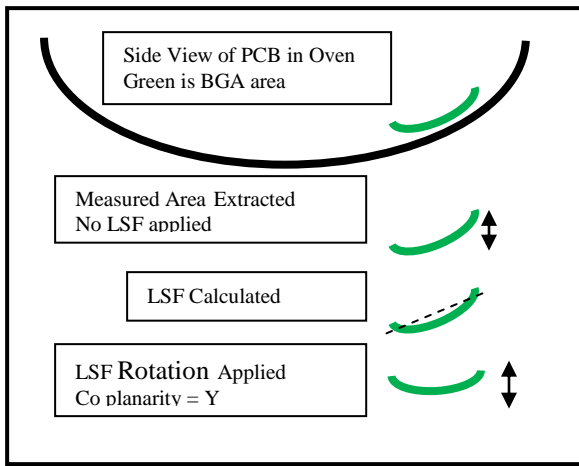 Side View of PCB in Oven
Green is BGA area
Measured Area Extracted
No LSF applied
LSF Calculated
LSF Rotation Applied
Co planarity = Y